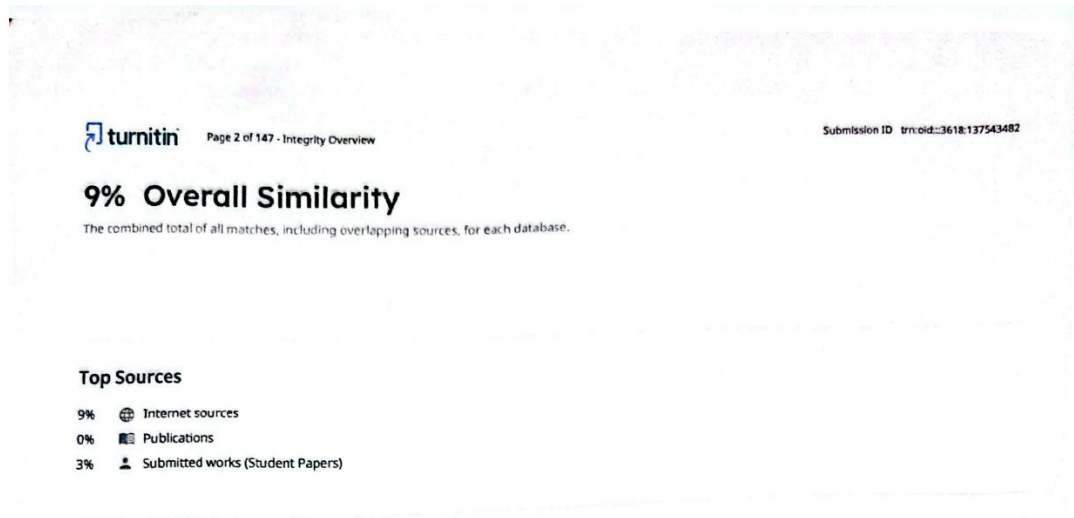 turnitin Page 2 of 147 - Integrity Overview Submission ID trn:oid:::3618:137543482
9% Overall Similarity
The combined total of all matches, including overlapping sources, for each database.
Top Sources
9% Internet sources
0% Publications
3% Submitted works (Student Papers)